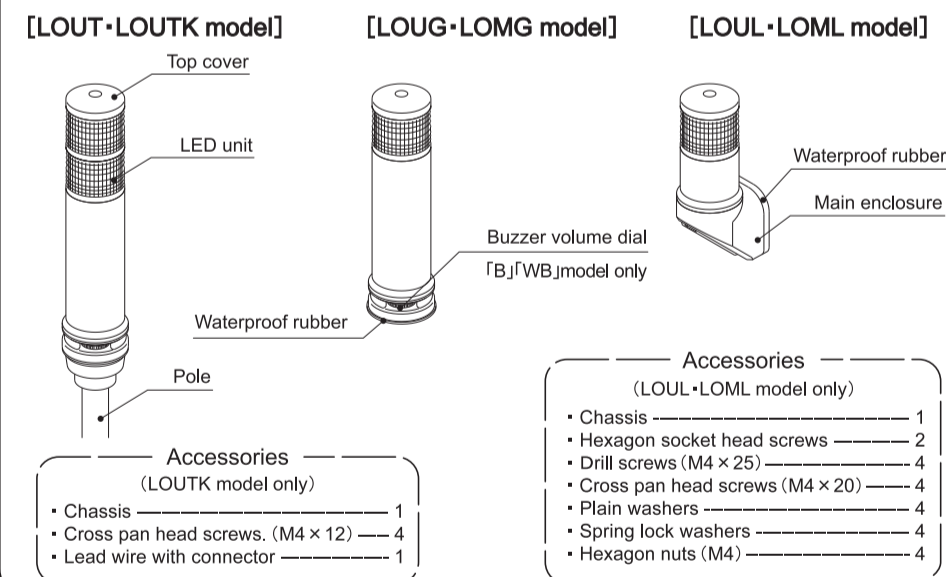 [LOUT･LOUTK model]
Top cover
LED unit
Pole
[LOUG･LOMG model]
Buzzer volume dial
｢B｣｢WB｣model only
Waterproof rubber
[LOUL･LOML model]
Waterproof rubber
Main enclosure
Accessories
(LOUTK model only)
･ Chassis 1
･ Cross pan head screws. (M4×12) 4
･ Lead wire with connector 1
Accessories
(LOUL･LOML model only)
･ Chassis 1
･ Hexagon socket head screws 2
･ Drill screws (M4×25) 4
･ Cross pan head screws (M4×20) 4
･ Plain washers 4
･ Spring lock washers 4
･ Hexagon nuts (M4) 4